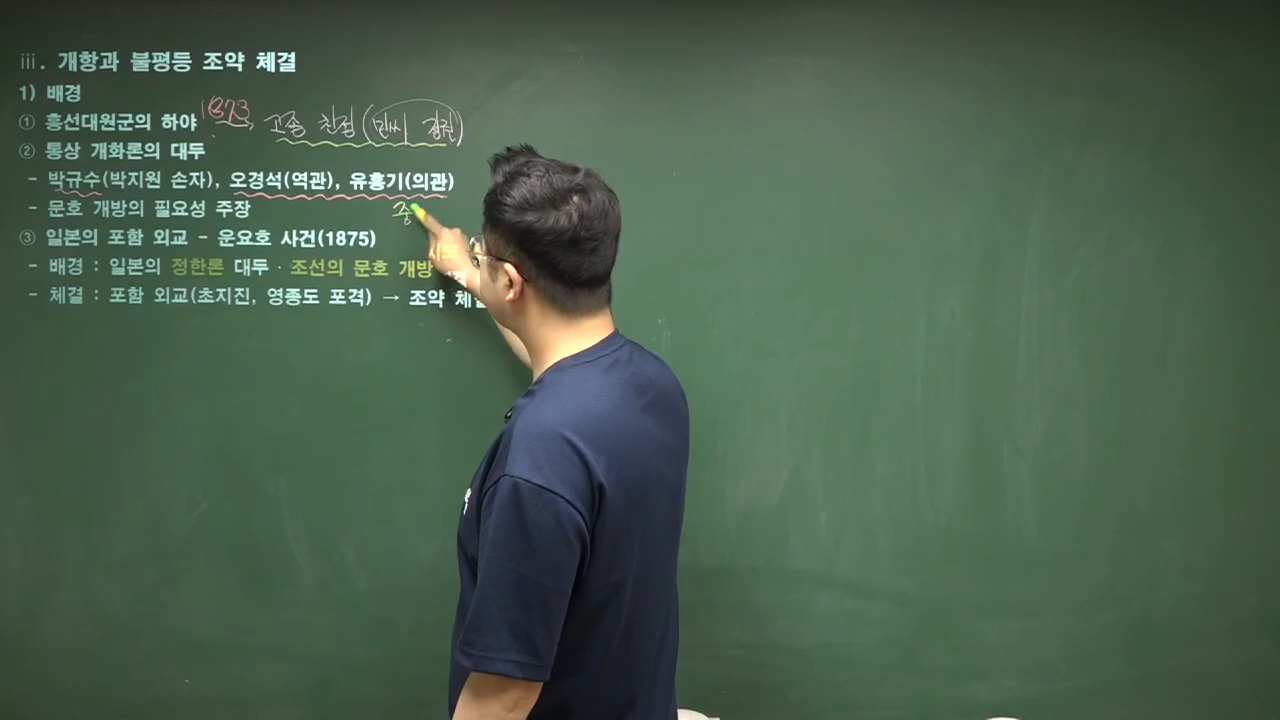 ⅲ. 개항과 불평등 조약 체결
1) 배경
① 흥선대원군의 하야 1873, 고종 친정(민씨 정권)
② 통상 개화론의 대두
- 박규수(박지원 손자), 오경석(역관), 유홍기(의관)
- 문호 개방의 필요성 주장 중
③ 일본의 포함 외교 - 운요호 사건(1875)
- 배경 : 일본의 정한론 대두 · 조선의 문호 개방
- 체결 : 포함 외교(초지진, 영종도 포격) → 조약 체결